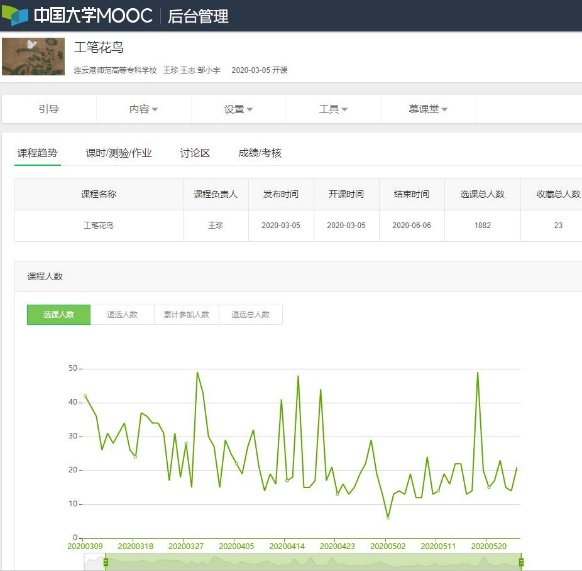 中国大学MOOC | 后台管理
工笔花鸟
连云港师范高等专科学校 王珍 王志 邹小宇 2020-03-05 开课
引导 内容 设置 工具 慕课堂
课程趋势 课时/测验/作业 讨论区 成绩/考核
课程名称 课程负责人 发布时间 开课时间 结束时间 选课总人数 收藏总人数
工笔花鸟 王珍 2020-03-05 2020-03-05 2020-06-06 1882 23
课程人数
选课人数 退选人数 累计参加人数 退选总人数
50
40
30
20
10
0
20200309 20200318 20200327 20200405 20200414 20200423 20200502 20200511 20200520